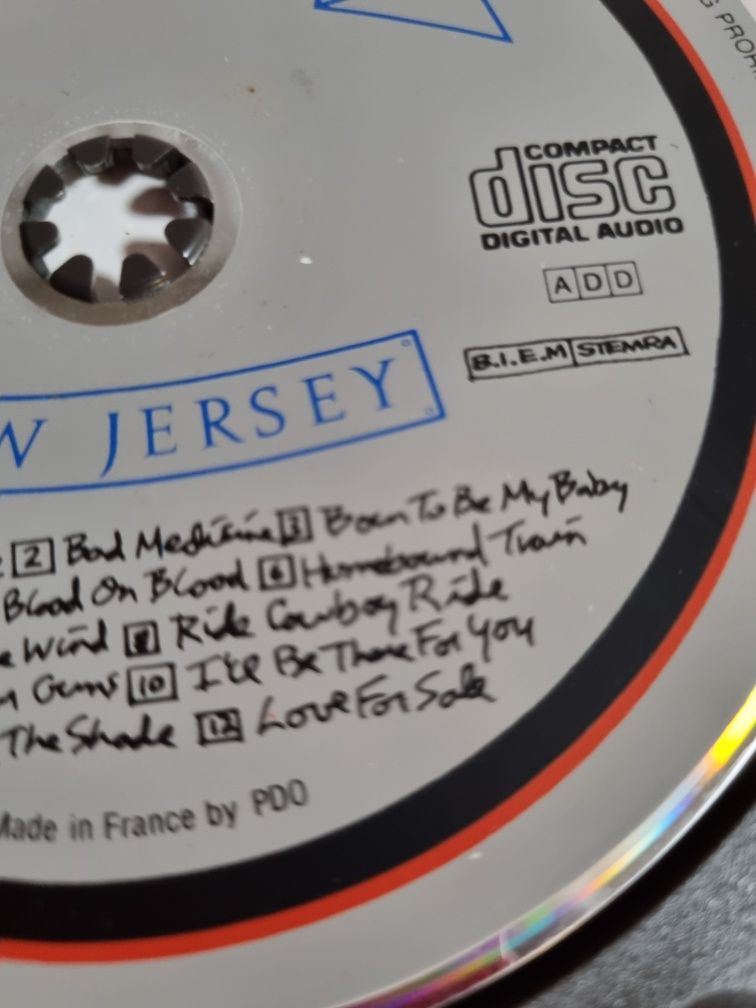 G PROHI
COMPACT
disc
DIGITAL AUDIO
A D D
B.I.E.M STEMRA
W JERSEY
2 Bad Medicine 3 Born To Be My Baby
Blood On Blood 6 Homebound Train
e Wind 8 Ride Cowboy Ride
n Guns 10 I'll Be There For You
The Shade 12 Love For Sale
Made in France by PDO